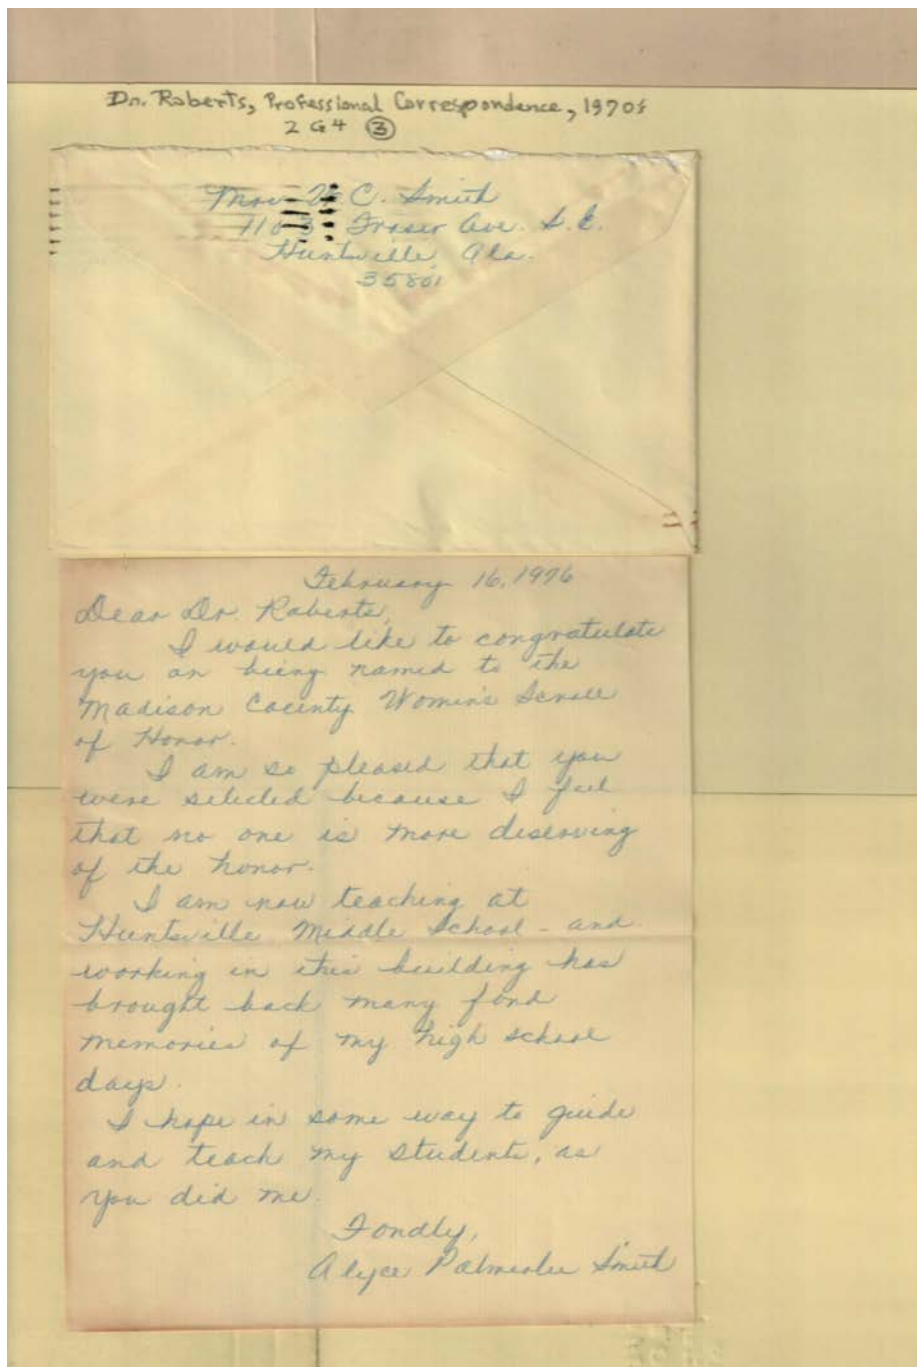 Dr. Roberts, Professional Correspondence, 1970s
2 G4 ③
Mrs. C. Smith
Fraser Ave. S.E.
Huntsville, Ala.
35801
February 16, 1976
Dear Dr. Roberts,
I would like to congratulate
you on being named to the
Madison County Women's Scroll
of Honor.
I am so pleased that you
were selected because I feel
that no one is more deserving
of the honor.
I am now teaching at
Huntsville Middle School - and
working in this building has
brought back many fond
memories of my high school
days.
I hope in some way to guide
and teach my students, as
you did me.
Fondly,
Alyce Palmerlee Smith